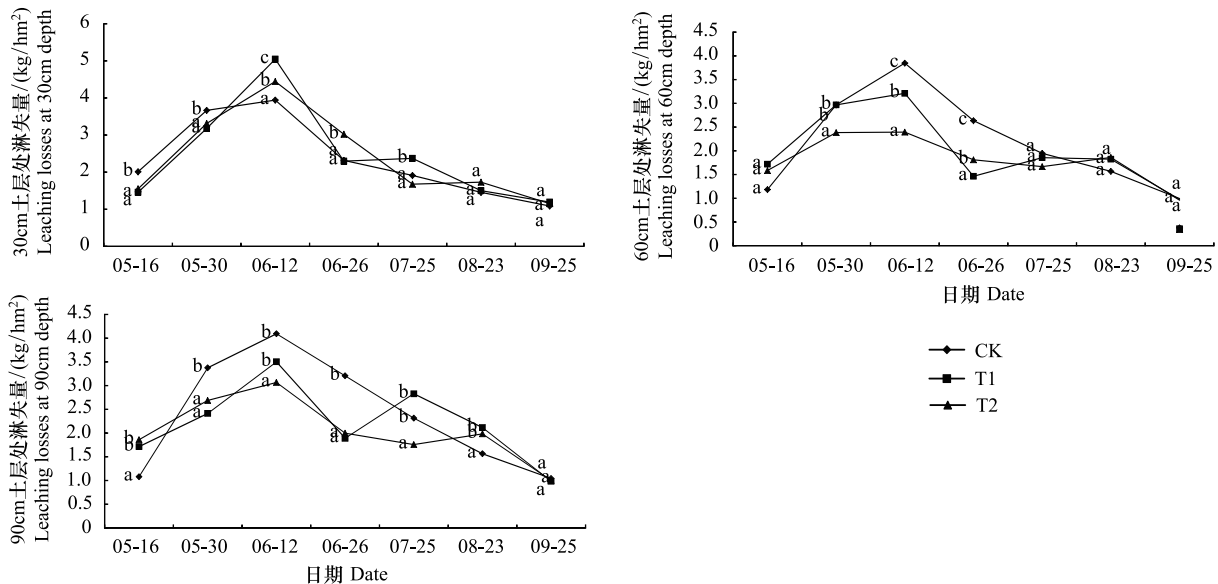 30cm土层处淋失量/(kg/hm²)
Leaching losses at 30cm depth
6
5
4
3
2
1
0
b
a
a
b
a
a
c
b
a
b
a
a
b
a
a
a
a
a
a
a
a
05-16 05-30 06-12 06-26 07-25 08-23 09-25
60cm土层处淋失量/(kg/hm²)
Leaching losses at 60cm depth
4.5
4.0
3.5
3.0
2.5
2.0
1.5
1.0
0.5
0
a
a
a
b
b
a
c
b
a
c
b
a
a
a
a
a
a
a
a
a
a
05-16 05-30 06-12 06-26 07-25 08-23 09-25
日期 Date
90cm土层处淋失量/(kg/hm²)
Leaching losses at 90cm depth
4.5
4.0
3.5
3.0
2.5
2.0
1.5
1.0
0.5
0
b
b
a
b
a
a
b
b
a
b
a
a
b
b
a
a
b
a
a
a
a
05-16 05-30 06-12 06-26 07-25 08-23 09-25
日期 Date
CK
T1
T2